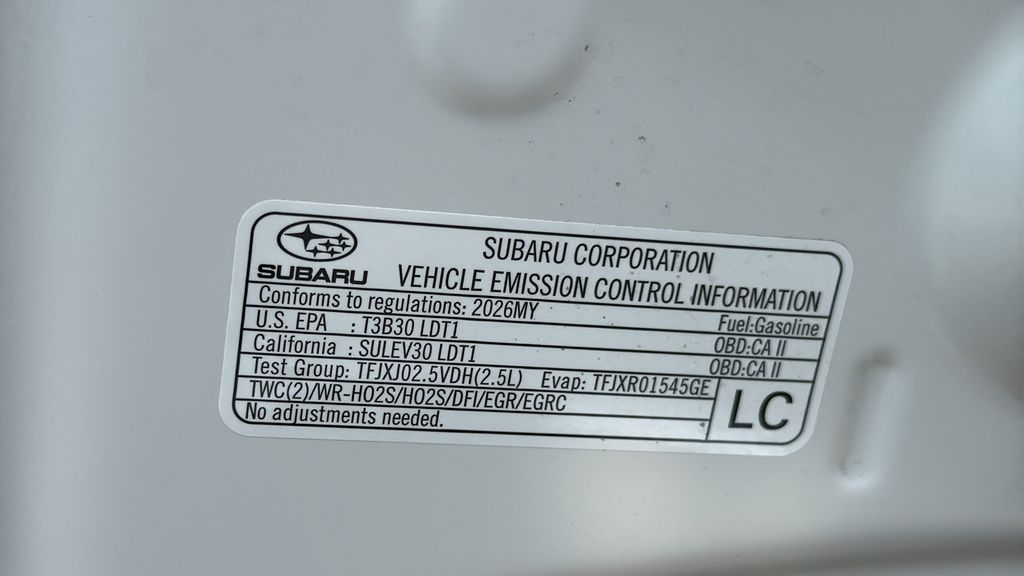 SUBARU
SUBARU CORPORATION
VEHICLE EMISSION CONTROL INFORMATION
Conforms to regulations: 2026MY Fuel:Gasoline
U.S. EPA : T3B30 LDT1 OBD:CA II
California : SULEV30 LDT1 OBD:CA II
Test Group: TFJXJ02.5VDH(2.5L) Evap: TFJXR01545GE
TWC(2)/WR-HO2S/HO2S/DFI/EGR/EGRC
No adjustments needed.
LC